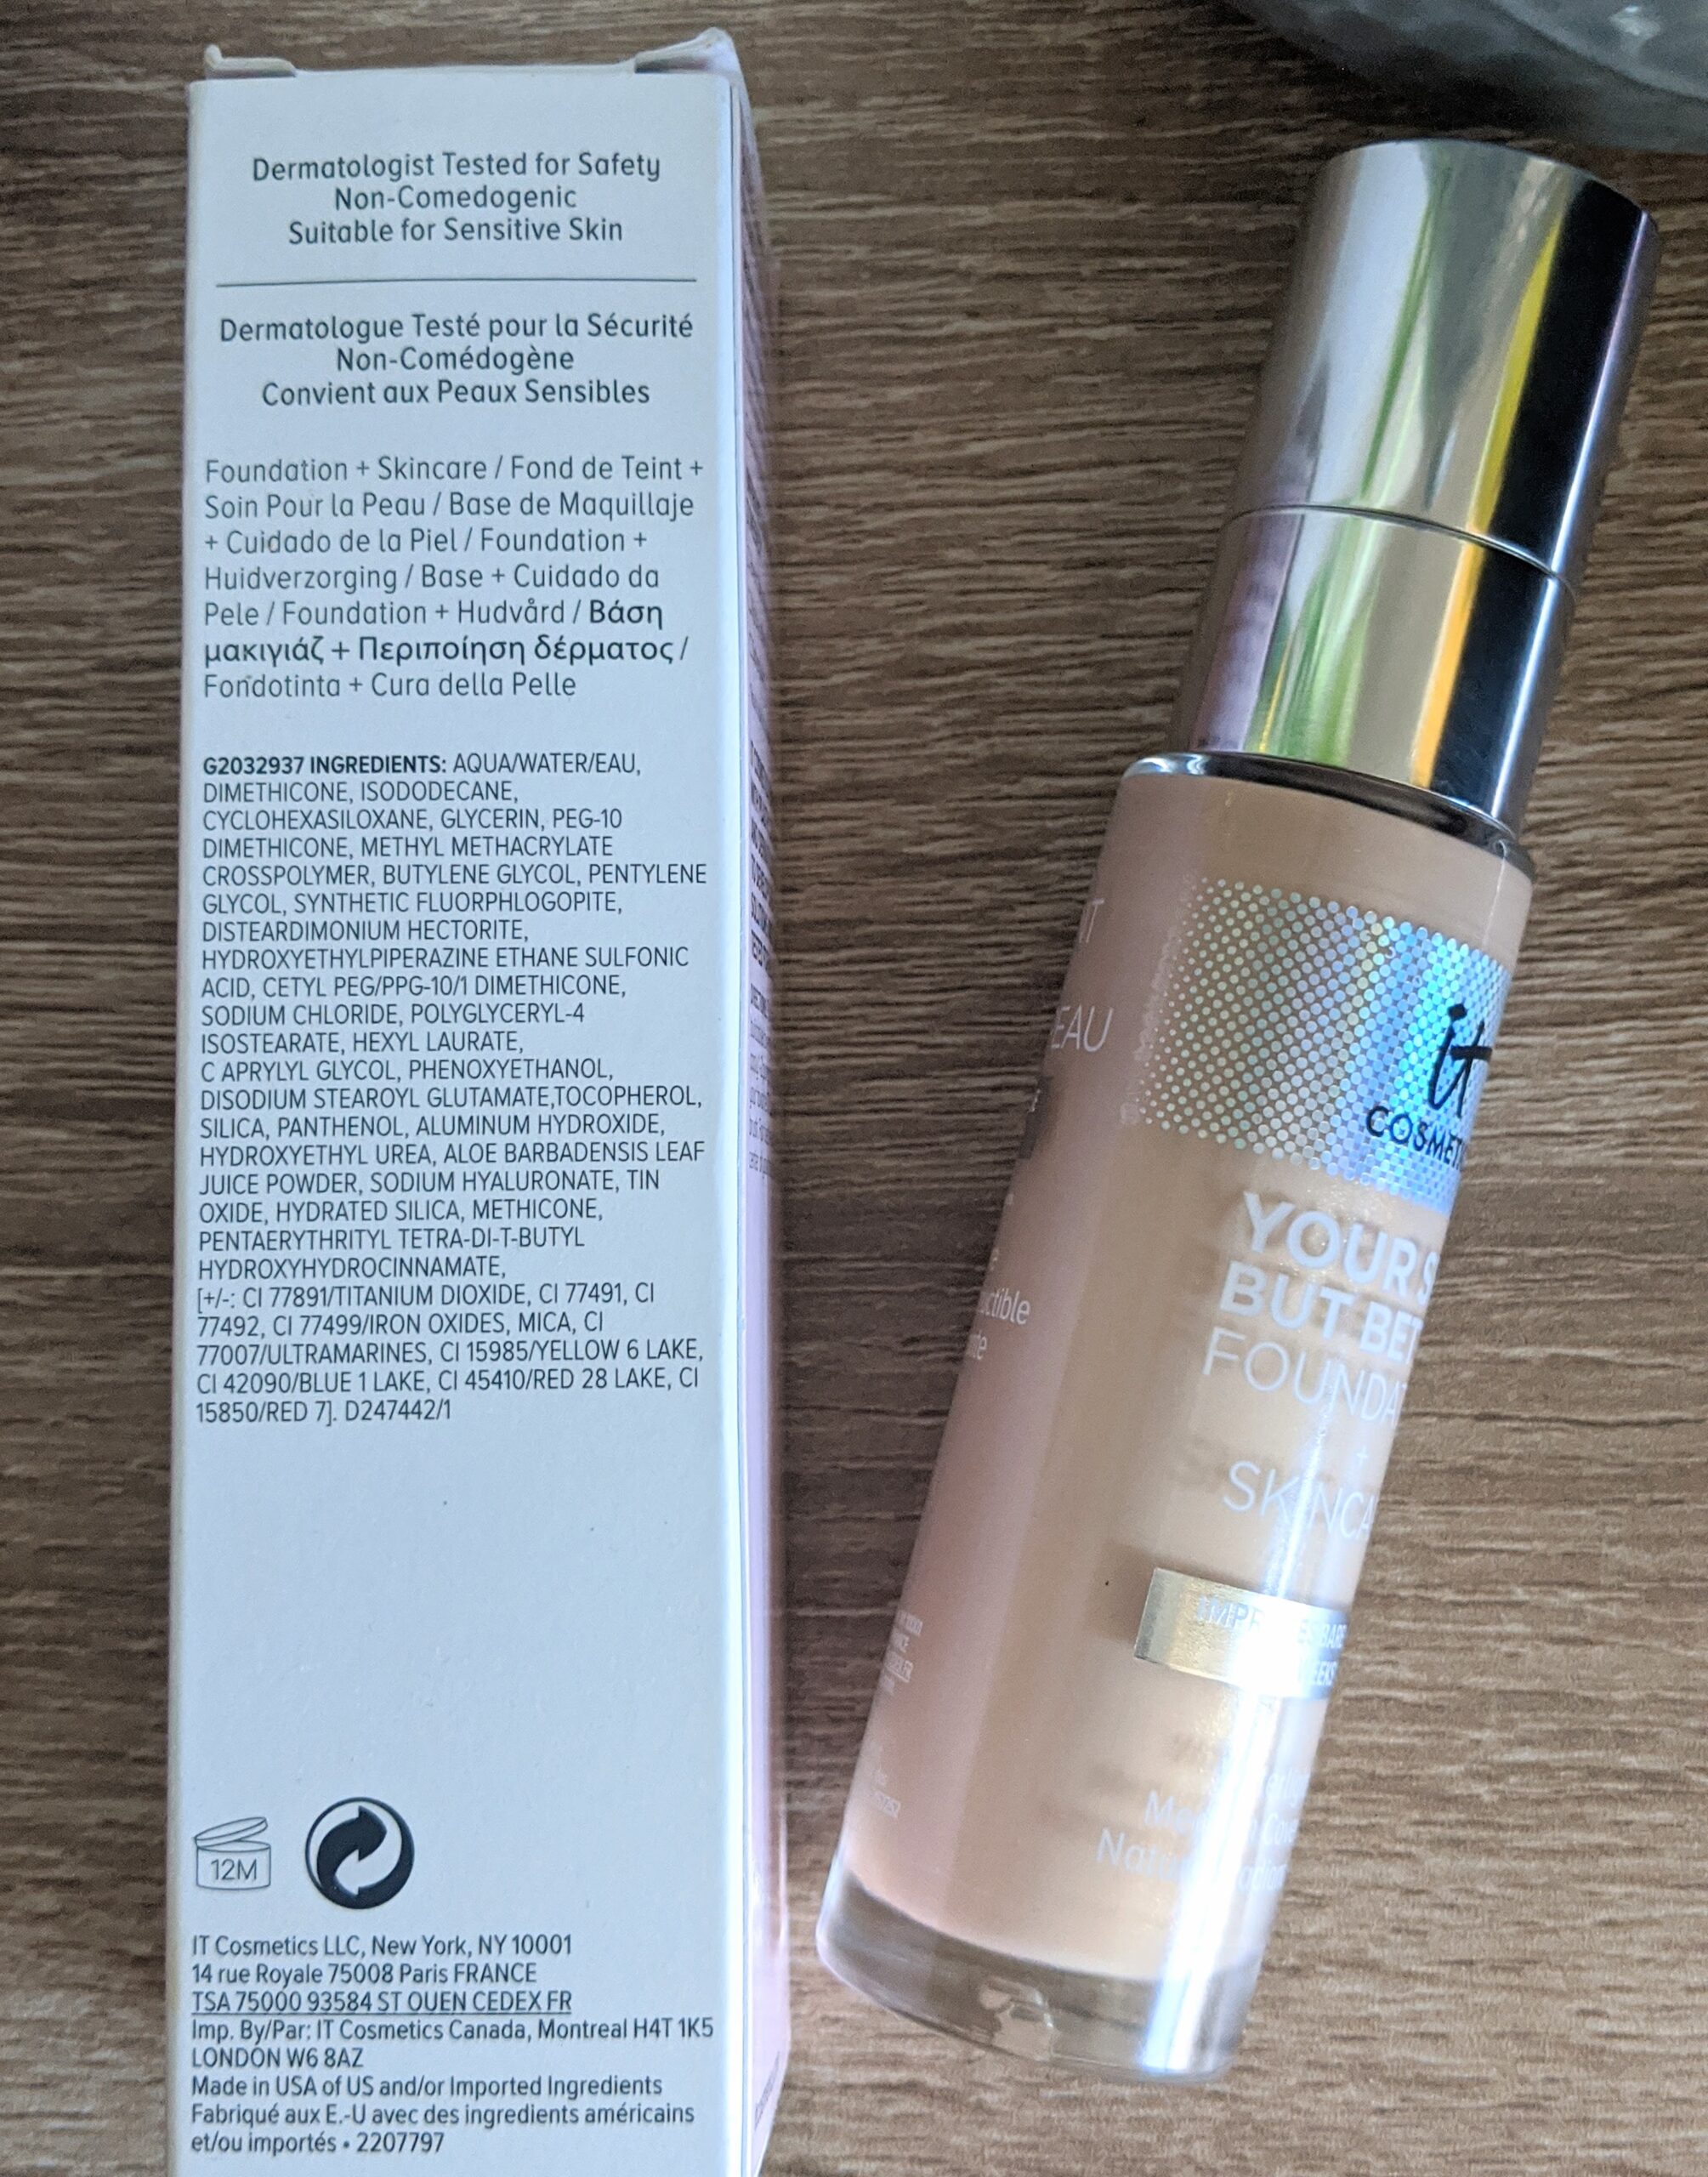 Dermatologist Tested for Safety
Non-Comedogenic
Suitable for Sensitive Skin
Dermatologue Testé pour la Sécurité
Non-Comédogène
Convient aux Peaux Sensibles
Foundation + Skincare / Fond de Teint +
Soin Pour la Peau / Base de Maquillaje
+ Cuidado de la Piel / Foundation +
Huidverzorging / Base + Cuidado da
Pele / Foundation + Hudvård / Βάση
μακιγιάζ + Περιποίηση δέρματος /
Fondotinta + Cura della Pelle
G2032937 INGREDIENTS: AQUA/WATER/EAU,
DIMETHICONE, ISODODECANE,
CYCLOHEXASILOXANE, GLYCERIN, PEG-10
DIMETHICONE, METHYL METHACRYLATE
CROSSPOLYMER, BUTYLENE GLYCOL, PENTYLENE
GLYCOL, SYNTHETIC FLUORPHLOGOPITE,
DISTEARDIMONIUM HECTORITE,
HYDROXYETHYLPIPERAZINE ETHANE SULFONIC
ACID, CETYL PEG/PPG-10/1 DIMETHICONE,
SODIUM CHLORIDE, POLYGLYCERYL-4
ISOSTEARATE, HEXYL LAURATE,
C APRYLYL GLYCOL, PHENOXYETHANOL,
DISODIUM STEAROYL GLUTAMATE,TOCOPHEROL,
SILICA, PANTHENOL, ALUMINUM HYDROXIDE,
HYDROXYETHYL UREA, ALOE BARBADENSIS LEAF
JUICE POWDER, SODIUM HYALURONATE, TIN
OXIDE, HYDRATED SILICA, METHICONE,
PENTAERYTHRITYL TETRA-DI-T-BUTYL
HYDROXYHYDROCINNAMATE,
[+/-: CI 77891/TITANIUM DIOXIDE, CI 77491, CI
77492, CI 77499/IRON OXIDES, MICA, CI
77007/ULTRAMARINES, CI 15985/YELLOW 6 LAKE,
CI 42090/BLUE 1 LAKE, CI 45410/RED 28 LAKE, CI
15850/RED 7]. D247442/1
12M
IT Cosmetics LLC, New York, NY 10001
14 rue Royale 75008 Paris FRANCE
TSA 75000 93584 ST OUEN CEDEX FR
Imp. By/Par: IT Cosmetics Canada, Montreal H4T 1K5
LONDON W6 8AZ
Made in USA of US and/or Imported Ingredients
Fabriqué aux E.-U avec des ingredients américains
et/ou importés • 2207797
EAU
it
COSMET
YOUR S
BUT BET
FOUNDAT
+
SKINCA